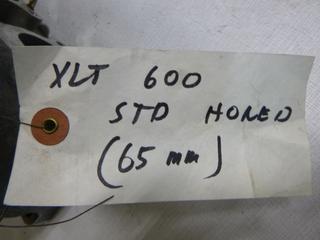 XLT 600
STD HONED
(65 mm)